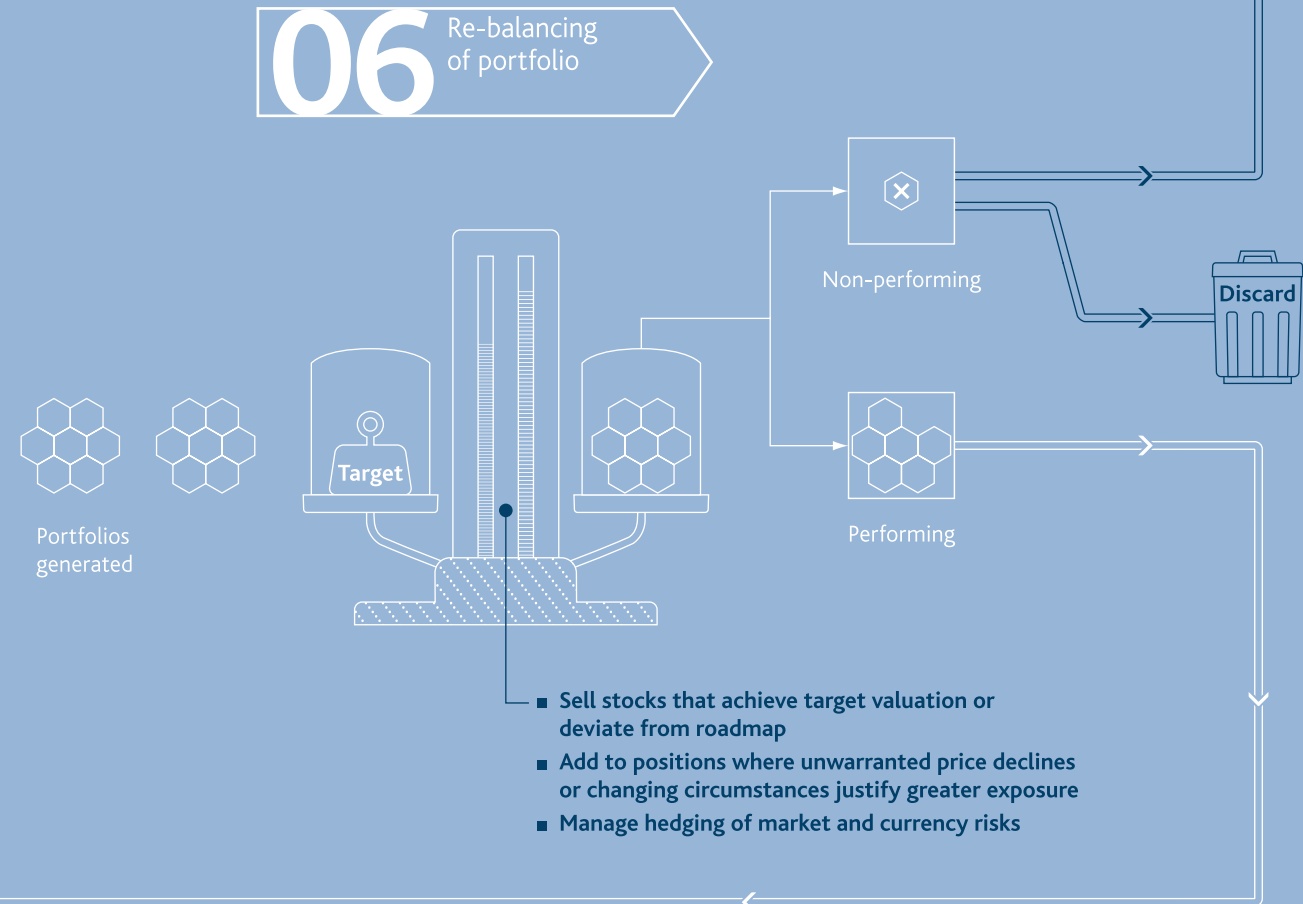 06
Re-balancing
of portfolio
Non-performing
Discard
Target
Portfolios
generated
Performing
■ Sell stocks that achieve target valuation or
deviate from roadmap
■ Add to positions where unwarranted price declines
or changing circumstances justify greater exposure
■ Manage hedging of market and currency risks